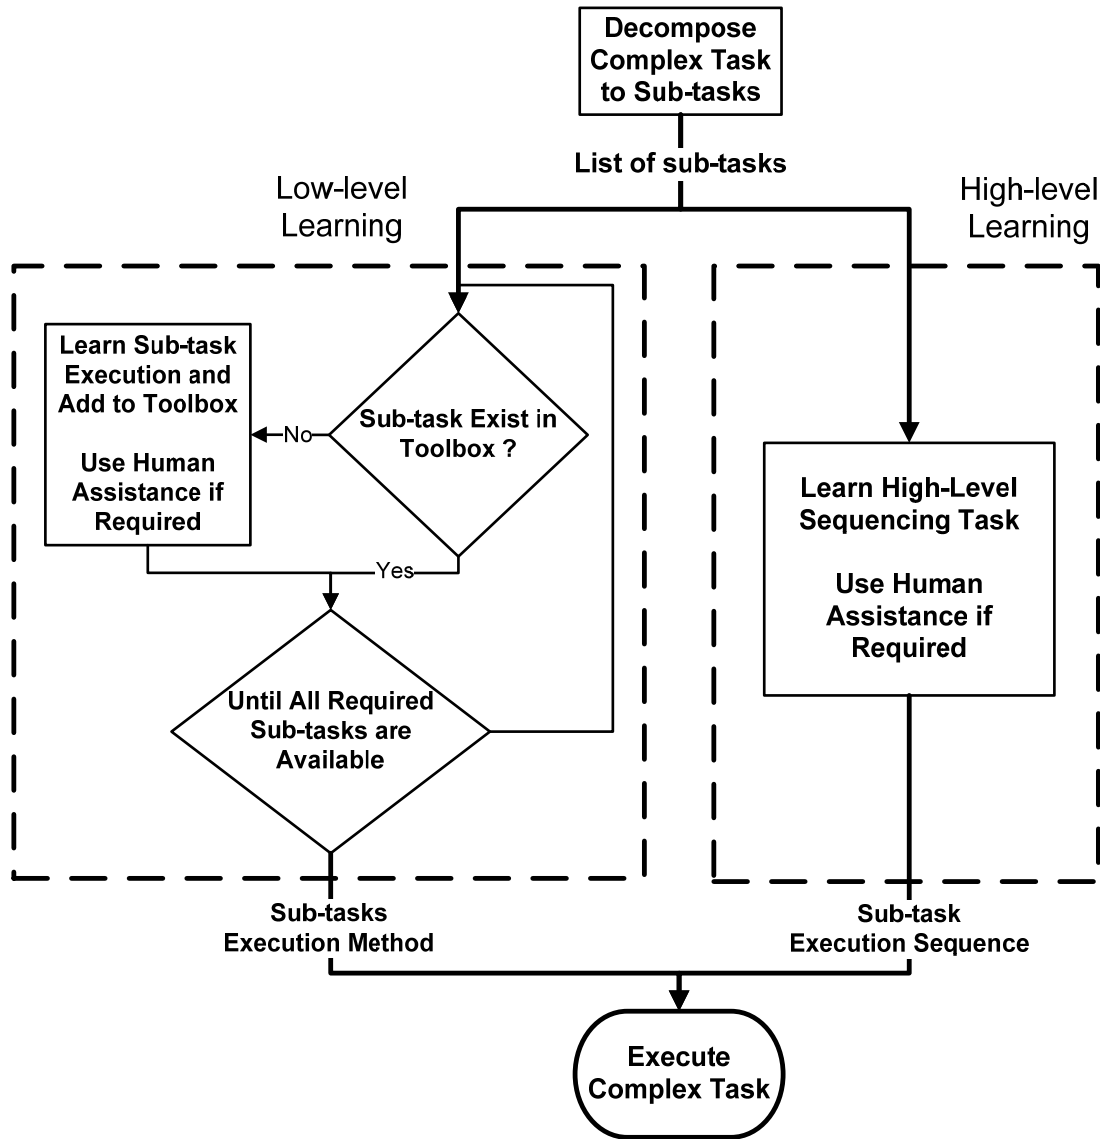 Decompose
Complex Task
to Sub-tasks
List of sub-tasks
Low-level
Learning
High-level
Learning
Learn Sub-task
Execution and
Add to Toolbox
Use Human
Assistance if
Required
No
Sub-task Exist in
Toolbox ?
Yes
Until All Required
Sub-tasks are
Available
Learn High-Level
Sequencing Task
Use Human
Assistance if
Required
Sub-tasks
Execution Method
Sub-task
Execution Sequence
Execute
Complex Task